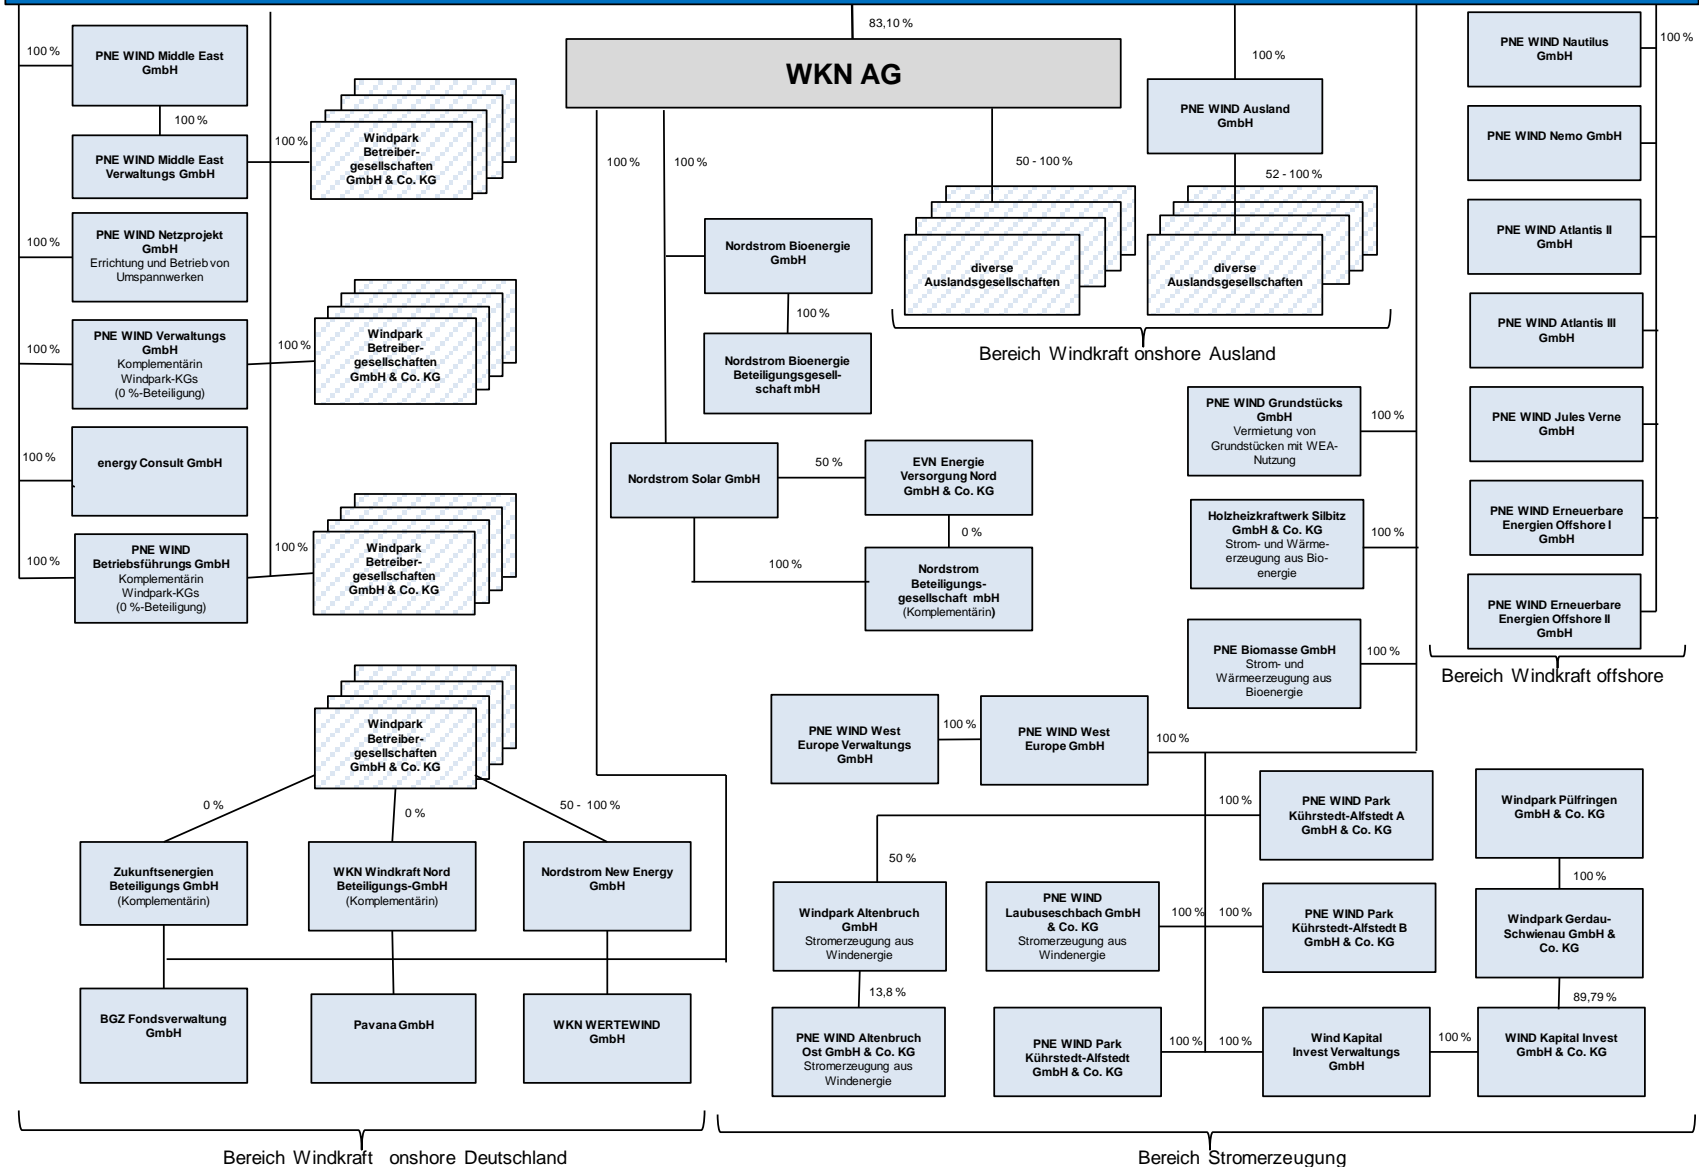 83,10 %
WKN AG
100 %
PNE WIND Middle East
GmbH
100 %
PNE WIND Middle East
Verwaltungs GmbH
100 %
Windpark
Betreiber-
gesellschaften
GmbH & Co. KG
100 %
PNE WIND Netzprojekt
GmbH
Errichtung und Betrieb von
Umspannwerken
100 %
PNE WIND Verwaltungs
GmbH
Komplementärin
Windpark-KGs
(0 %-Beteiligung)
100 %
Windpark
Betreiber-
gesellschaften
GmbH & Co. KG
100 %
energy Consult GmbH
100 %
PNE WIND
Betriebsführungs GmbH
Komplementärin
Windpark-KGs
(0 %-Beteiligung)
100 %
Windpark
Betreiber-
gesellschaften
GmbH & Co. KG
Windpark
Betreiber-
gesellschaften
GmbH & Co. KG
0 %
0 %
50 - 100 %
Zukunftsenergien
Beteiligungs GmbH
(Komplementärin)
WKN Windkraft Nord
Beteiligungs-GmbH
(Komplementärin)
Nordstrom New Energy
GmbH
BGZ Fondsverwaltung
GmbH
Pavana GmbH
WKN WERTEWIND
GmbH
Bereich Windkraft onshore Deutschland
100 %
100 %
Nordstrom Bioenergie
GmbH
100 %
Nordstrom Bioenergie
Beteiligungsgesell-
schaft mbH
Nordstrom Solar GmbH
50 %
EVN Energie
Versorgung Nord
GmbH & Co. KG
0 %
100 %
Nordstrom
Beteiligungs-
gesellschaft mbH
(Komplementärin)
50 - 100 %
diverse
Auslandsgesellschaften
100 %
PNE WIND Ausland
GmbH
52 - 100 %
diverse
Auslandsgesellschaften
Bereich Windkraft onshore Ausland
PNE WIND Grundstücks
GmbH
Vermietung von
Grundstücken mit WEA-
Nutzung
100 %
Holzheizkraftwerk Silbitz
GmbH & Co. KG
Strom- und Wärme-
erzeugung aus Bio-
energie
100 %
PNE Biomasse GmbH
Strom- und
Wärmeerzeugung aus
Bioenergie
100 %
100 %
PNE WIND Nautilus
GmbH
PNE WIND Nemo GmbH
PNE WIND Atlantis II
GmbH
PNE WIND Atlantis III
GmbH
PNE WIND Jules Verne
GmbH
PNE WIND Erneuerbare
Energien Offshore I
GmbH
PNE WIND Erneuerbare
Energien Offshore II
GmbH
Bereich Windkraft offshore
PNE WIND West
Europe Verwaltungs
GmbH
100 %
PNE WIND West
Europe GmbH
100 %
100 %
PNE WIND Park
Kührstedt-Alfstedt A
GmbH & Co. KG
Windpark Pülfringen
GmbH & Co. KG
50 %
100 %
Windpark Altenbruch
GmbH
Stromerzeugung aus
Windenergie
PNE WIND
Laubuseschbach GmbH
& Co. KG
Stromerzeugung aus
Windenergie
100 %
100 %
PNE WIND Park
Kührstedt-Alfstedt B
GmbH & Co. KG
Windpark Gerdau-
Schwienau GmbH &
Co. KG
13,8 %
89,79 %
PNE WIND Altenbruch
Ost GmbH & Co. KG
Stromerzeugung aus
Windenergie
PNE WIND Park
Kührstedt-Alfstedt
GmbH & Co. KG
100 %
100 %
Wind Kapital
Invest Verwaltungs
GmbH
100 %
WIND Kapital Invest
GmbH & Co. KG
Bereich Stromerzeugung